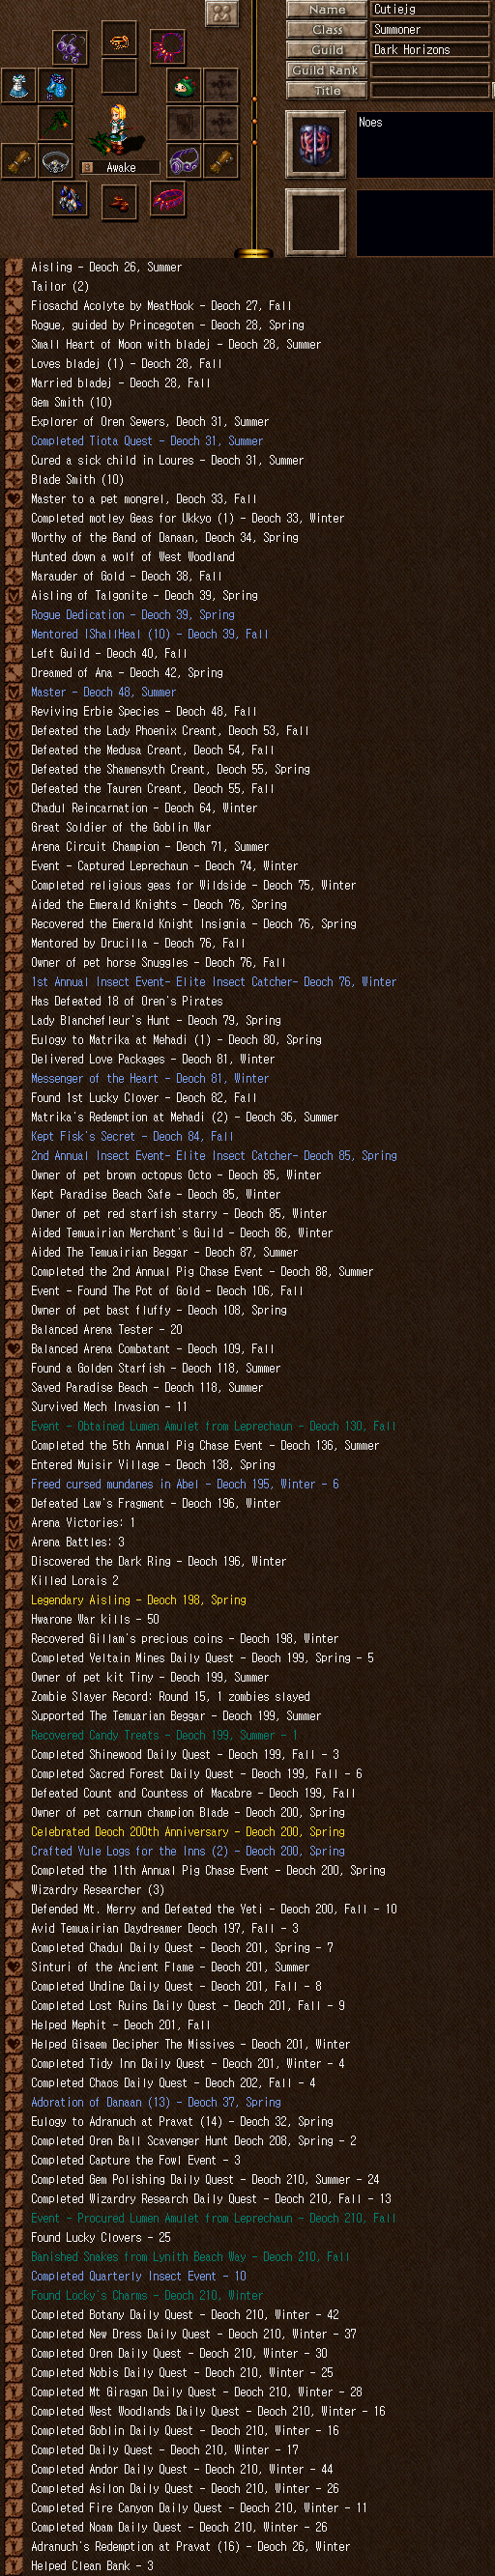 Name Cutiejg
Class Summoner
Guild Dark Horizons
Guild Rank
Title
Noes
Awake
Aisling - Deoch 26, Summer
Tailor (2)
Fiosachd Acolyte by MeatHook - Deoch 27, Fall
Rogue, guided by Princegoten - Deoch 28, Spring
Small Heart of Moon with bladej - Deoch 28, Summer
Loves bladej (1) - Deoch 28, Fall
Married bladej - Deoch 28, Fall
Gem Smith (10)
Explorer of Oren Sewers, Deoch 31, Summer
Completed Tiota Quest - Deoch 31, Summer
Cured a sick child in Loures - Deoch 31, Summer
Blade Smith (10)
Master to a pet mongrel, Deoch 33, Fall
Completed motley Geas for Ukkyo (1) - Deoch 33, Winter
Worthy of the Band of Danaan, Deoch 34, Spring
Hunted down a wolf of West Woodland
Marauder of Gold - Deoch 38, Fall
Aisling of Talgonite - Deoch 39, Spring
Rogue Dedication - Deoch 39, Spring
Mentored IShallHeal (10) - Deoch 39, Fall
Left Guild - Deoch 40, Fall
Dreamed of Ana - Deoch 42, Spring
Master - Deoch 48, Summer
Reviving Erbie Species - Deoch 48, Fall
Defeated the Lady Phoenix Creant, Deoch 53, Fall
Defeated the Medusa Creant, Deoch 54, Fall
Defeated the Shamensyth Creant, Deoch 55, Spring
Defeated the Tauren Creant, Deoch 55, Fall
Chadul Reincarnation - Deoch 64, Winter
Great Soldier of the Goblin War
Arena Circuit Champion - Deoch 71, Summer
Event - Captured Leprechaun - Deoch 74, Winter
Completed religious geas for Wildside - Deoch 75, Winter
Aided the Emerald Knights - Deoch 76, Spring
Recovered the Emerald Knight Insignia - Deoch 76, Spring
Mentored by Drucilla - Deoch 76, Fall
Owner of pet horse Snuggles - Deoch 76, Fall
1st Annual Insect Event- Elite Insect Catcher- Deoch 76, Winter
Has Defeated 18 of Oren's Pirates
Lady Blanchefleur's Hunt - Deoch 79, Spring
Eulogy to Matrika at Mehadi (1) - Deoch 80, Spring
Delivered Love Packages - Deoch 81, Winter
Messenger of the Heart - Deoch 81, Winter
Found 1st Lucky Clover - Deoch 82, Fall
Matrika's Redemption at Mehadi (2) - Deoch 36, Summer
Kept Fisk's Secret - Deoch 84, Fall
2nd Annual Insect Event- Elite Insect Catcher- Deoch 85, Spring
Owner of pet brown octopus Octo - Deoch 85, Winter
Kept Paradise Beach Safe - Deoch 85, Winter
Owner of pet red starfish starry - Deoch 85, Winter
Aided Temuairian Merchant's Guild - Deoch 86, Winter
Aided The Temuairian Beggar - Deoch 87, Summer
Completed the 2nd Annual Pig Chase Event - Deoch 88, Summer
Event - Found The Pot of Gold - Deoch 106, Fall
Owner of pet bast fluffy - Deoch 108, Spring
Balanced Arena Tester - 20
Balanced Arena Combatant - Deoch 109, Fall
Found a Golden Starfish - Deoch 118, Summer
Saved Paradise Beach - Deoch 118, Summer
Survived Mech Invasion - 11
Event - Obtained Lumen Amulet from Leprechaun - Deoch 130, Fall
Completed the 5th Annual Pig Chase Event - Deoch 136, Summer
Entered Muisir Village - Deoch 138, Spring
Freed cursed mundanes in Abel - Deoch 195, Winter - 6
Defeated Law's Fragment - Deoch 196, Winter
Arena Victories: 1
Arena Battles: 3
Discovered the Dark Ring - Deoch 196, Winter
Killed Lorais 2
Legendary Aisling - Deoch 198, Spring
Hwarone War kills - 50
Recovered Gillam's precious coins - Deoch 198, Winter
Completed Veltain Mines Daily Quest - Deoch 199, Spring - 5
Owner of pet kit Tiny - Deoch 199, Summer
Zombie Slayer Record: Round 15, 1 zombies slayed
Supported The Temuarian Beggar - Deoch 199, Summer
Recovered Candy Treats - Deoch 199, Summer - 1
Completed Shinewood Daily Quest - Deoch 199, Fall - 3
Completed Sacred Forest Daily Quest - Deoch 199, Fall - 6
Defeated Count and Countess of Macabre - Deoch 199, Fall
Owner of pet carnun champion Blade - Deoch 200, Spring
Celebrated Deoch 200th Anniversary - Deoch 200, Spring
Crafted Yule Logs for the Inns (2) - Deoch 200, Spring
Completed the 11th Annual Pig Chase Event - Deoch 200, Spring
Wizardry Researcher (3)
Defended Mt. Merry and Defeated the Yeti - Deoch 200, Fall - 10
Avid Temuairian Daydreamer Deoch 197, Fall - 3
Completed Chadul Daily Quest - Deoch 201, Spring - 7
Sinturi of the Ancient Flame - Deoch 201, Summer
Completed Undine Daily Quest - Deoch 201, Fall - 8
Completed Lost Ruins Daily Quest - Deoch 201, Fall - 9
Helped Mephit - Deoch 201, Fall
Helped Gisaem Decipher The Missives - Deoch 201, Winter
Completed Tidy Inn Daily Quest - Deoch 201, Winter - 4
Completed Chaos Daily Quest - Deoch 202, Fall - 4
Adoration of Danaan (13) - Deoch 37, Spring
Eulogy to Adranuch at Pravat (14) - Deoch 32, Spring
Completed Oren Ball Scavenger Hunt Deoch 208, Spring - 2
Completed Capture the Fowl Event - 3
Completed Gem Polishing Daily Quest - Deoch 210, Summer - 24
Completed Wizardry Research Daily Quest - Deoch 210, Fall - 13
Event - Procured Lumen Amulet from Leprechaun - Deoch 210, Fall
Found Lucky Clovers - 25
Banished Snakes from Lynith Beach Way - Deoch 210, Fall
Completed Quarterly Insect Event - 10
Found Locky's Charms - Deoch 210, Winter
Completed Botany Daily Quest - Deoch 210, Winter - 42
Completed New Dress Daily Quest - Deoch 210, Winter - 37
Completed Oren Daily Quest - Deoch 210, Winter - 30
Completed Nobis Daily Quest - Deoch 210, Winter - 25
Completed Mt Giragan Daily Quest - Deoch 210, Winter - 28
Completed West Woodlands Daily Quest - Deoch 210, Winter - 16
Completed Goblin Daily Quest - Deoch 210, Winter - 16
Completed Daily Quest - Deoch 210, Winter - 17
Completed Andor Daily Quest - Deoch 210, Winter - 44
Completed Asilon Daily Quest - Deoch 210, Winter - 26
Completed Fire Canyon Daily Quest - Deoch 210, Winter - 11
Completed Noam Daily Quest - Deoch 210, Winter - 26
Adranuch's Redemption at Pravat (16) - Deoch 26, Winter
Helped Clean Bank - 3